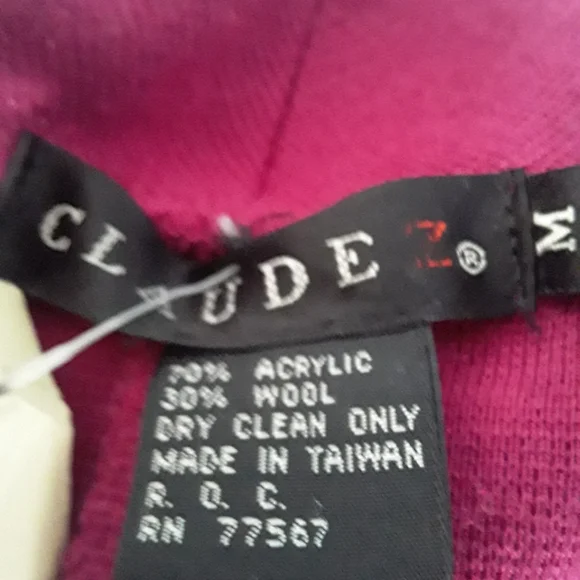 CLAUDE Z ®
M
70% ACRYLIC
30% WOOL
DRY CLEAN ONLY
MADE IN TAIWAN
R. O. C.
RN 77567